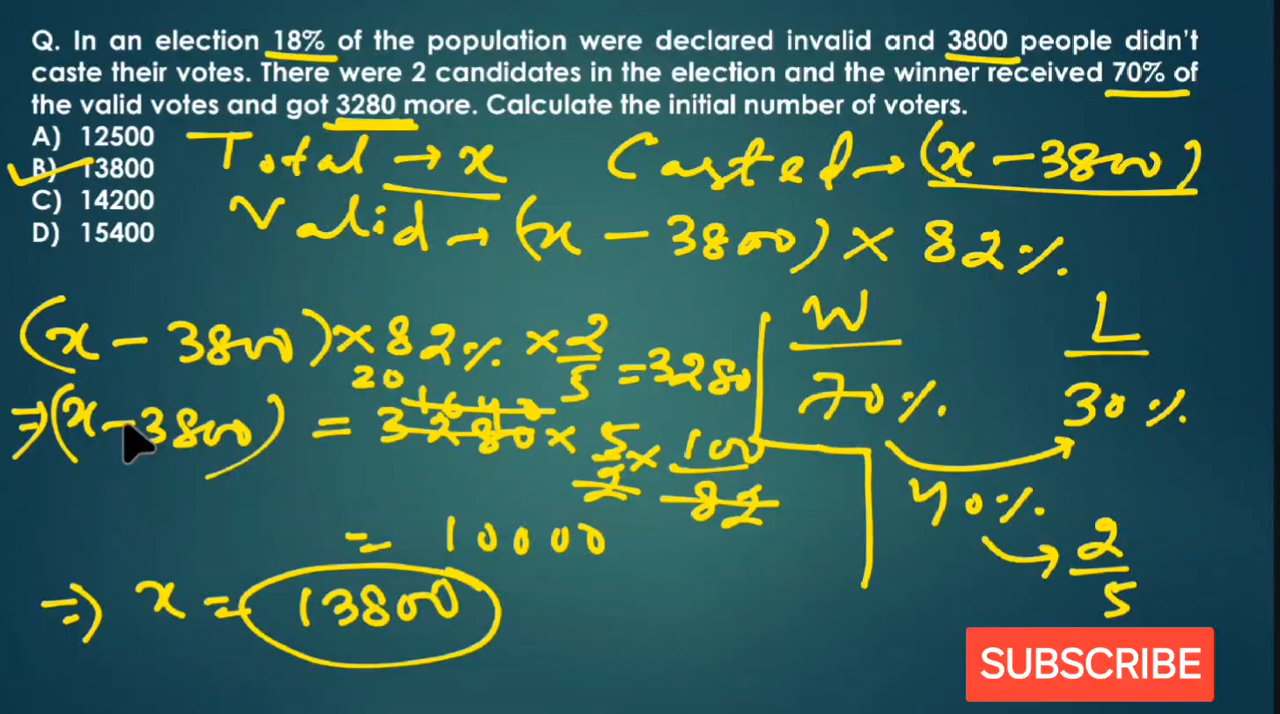 Q. In an election 18% of the population were declared invalid and 3800 people didn't
caste their votes. There were 2 candidates in the election and the winner received 70% of
the valid votes and got 3280 more. Calculate the initial number of voters.
A) 12500
B) 13800
C) 14200
D) 15400
Total → x
Casted → (x - 3800)
Valid → (x - 3800) × 82%
(x - 3800) × 82% × 2/5 = 3280
20
1640
⇒ (x - 3800) = 3280 × 5/2 × 100/82
= 10000
⇒ x = 13800
W L
70% 30%
40%
2/5
SUBSCRIBE